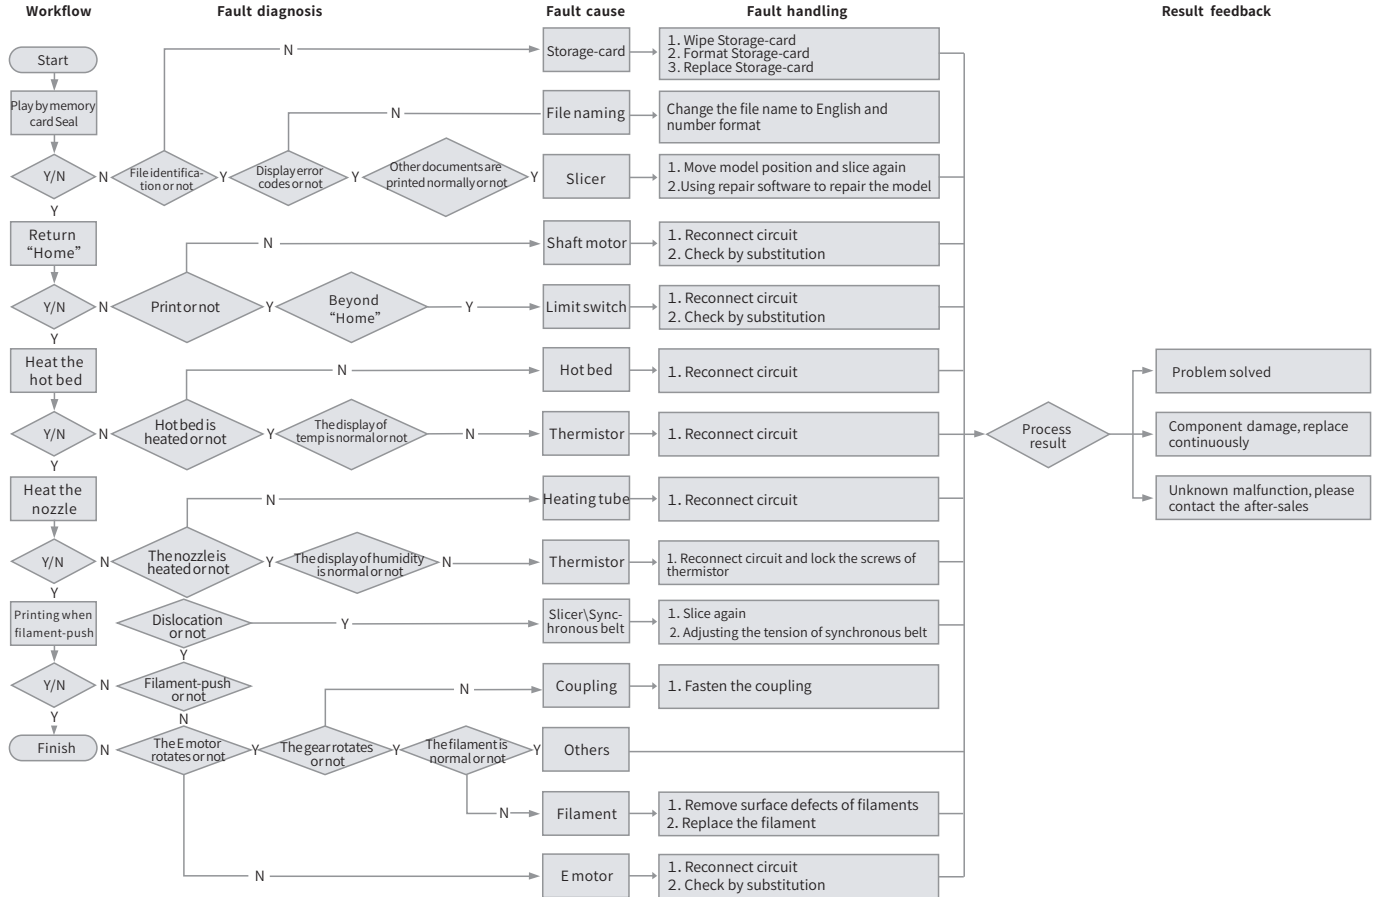 Workflow
Fault diagnosis
Fault cause
Fault handling
Result feedback
Start
N
Storage-card
1. Wipe Storage-card
2. Format Storage-card
3. Replace Storage-card
Play by memory
card Seal
N
File naming
Change the file name to English and
number format
Y/N
N
File identifica-
tion or not
Y
Display error
codes or not
Y
Other documents are
printed normally or not
Y
Slicer
1. Move model position and slice again
2.Using repair software to repair the model
Y
Return
“Home”
N
Shaft motor
1. Reconnect circuit
2. Check by substitution
Y/N
N
Print or not
Y
Beyond
“Home”
Y
Limit switch
1. Reconnect circuit
2. Check by substitution
Y
Heat the
hot bed
N
Hot bed
1. Reconnect circuit
Problem solved
Y/N
N
Hot bed is
heated or not
Y
The display of
temp is normal or not
N
Thermistor
1. Reconnect circuit
Process
result
Component damage, replace
continuously
Y
Heat the
nozzle
N
Heating tube
1. Reconnect circuit
Unknown malfunction, please
contact the after-sales
Y/N
N
The nozzle is
heated or not
Y
The display of humidity
is normal or not
N
Thermistor
1. Reconnect circuit and lock the screws of
thermistor
Y
Printing when
filament-push
Dislocation
or not
Y
Slicer\Sync-
hronous belt
1. Slice again
2. Adjusting the tension of synchronous belt
Y
Y/N
N
Filament-push
or not
N
Coupling
1. Fasten the coupling
Y
N
Finish
N
The E motor
rotates or not
Y
The gear rotates
or not
Y
The filament is
normal or not
Y
Others
N
Filament
1. Remove surface defects of filaments
2. Replace the filament
N
E motor
1. Reconnect circuit
2. Check by substitution